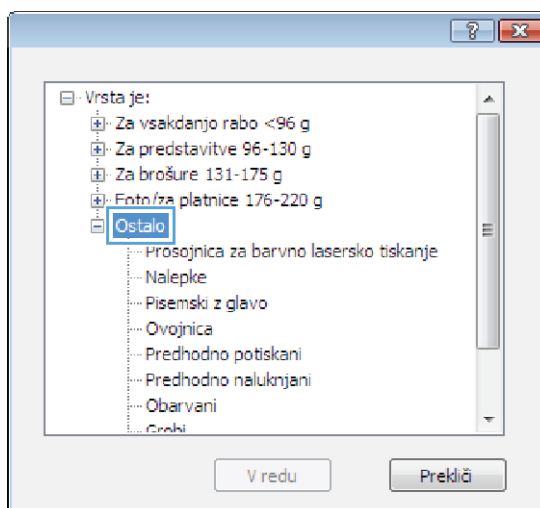 Vrsta je:
Za vsakdanjo rabo <96 g
Za predstavitve 96-130 g
Za brošure 131-175 g
Foto/za platnice 176-220 g
Ostalo
Prosojnica za barvno lasersko tiskanje
Nalepke
Pisemski z glavo
Ovojnica
Predhodno potiskani
Predhodno naluknjani
Obarvani
Grobi
V redu
Prekliči